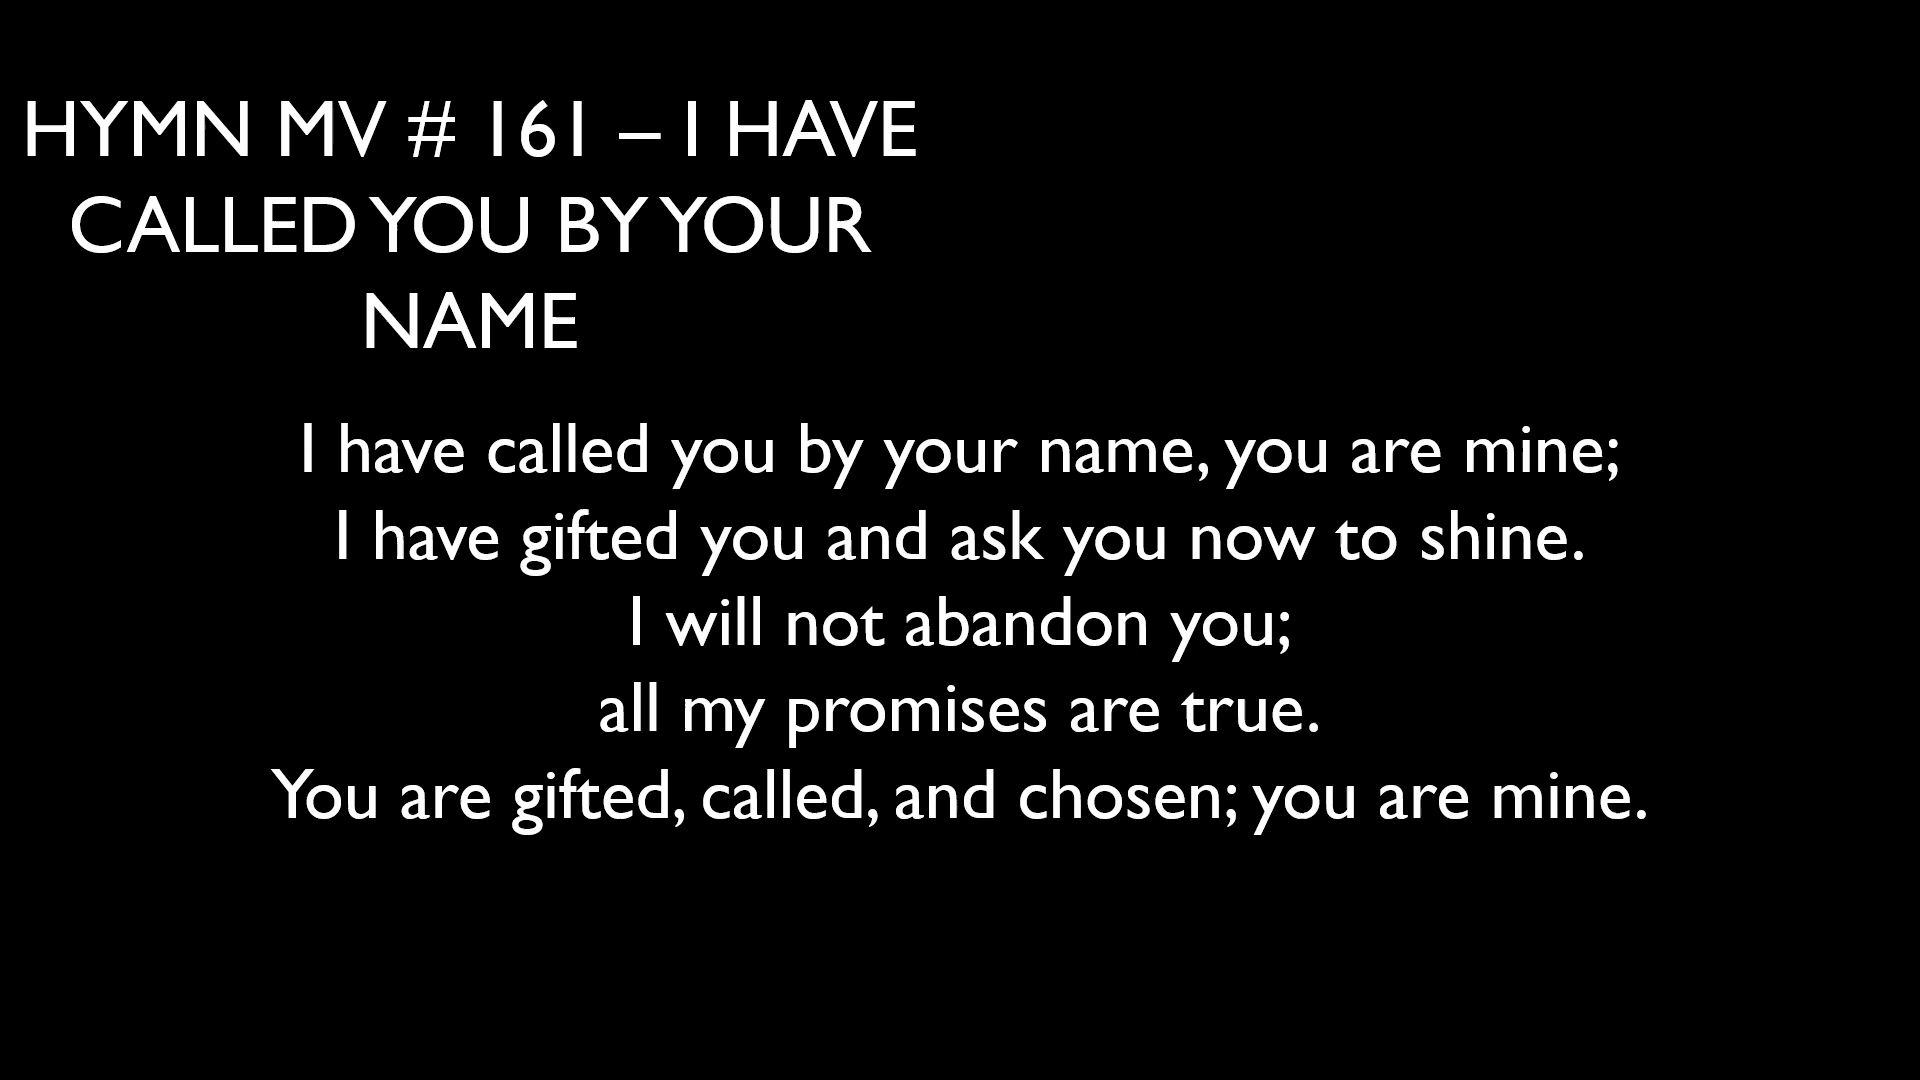 HYMN MV # 161 – I HAVE
CALLED YOU BY YOUR
NAME
I have called you by your name, you are mine;
I have gifted you and ask you now to shine.
I will not abandon you;
all my promises are true.
You are gifted, called, and chosen; you are mine.